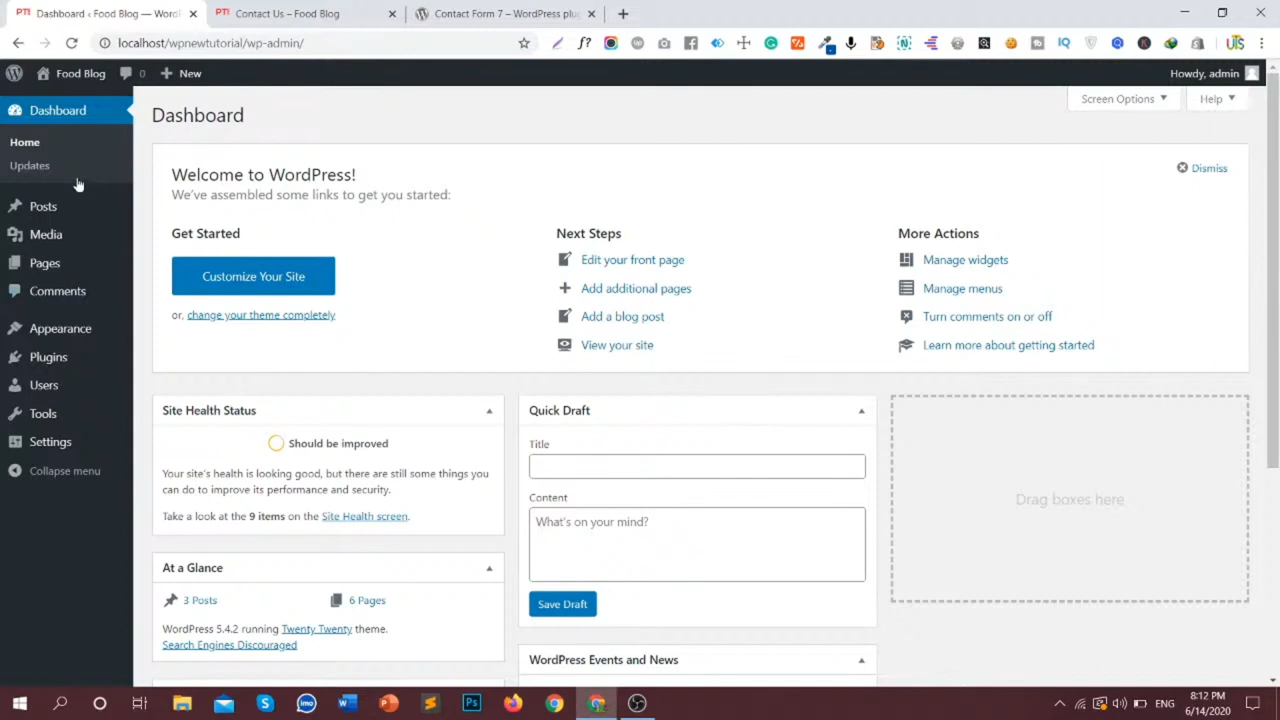 PT! Dashboard ‹ Food Blog — WordP
PT! Contact Us – Food Blog
Contact Form 7 – WordPress plug
localhost/wpnewtutorial/wp-admin/
Food Blog 0 New
Howdy, admin
Dashboard
Home
Updates
Posts
Media
Pages
Comments
Appearance
Plugins
Users
Tools
Settings
Collapse menu
Dashboard
Screen Options
Help
Welcome to WordPress!
We've assembled some links to get you started:
Dismiss
Get Started
Customize Your Site
or, change your theme completely
Next Steps
Edit your front page
Add additional pages
Add a blog post
View your site
More Actions
Manage widgets
Manage menus
Turn comments on or off
Learn more about getting started
Site Health Status
Should be improved
Your site's health is looking good, but there are still some things you
can do to improve its performance and security.
Take a look at the 9 items on the Site Health screen.
At a Glance
3 Posts
6 Pages
WordPress 5.4.2 running Twenty Twenty theme.
Search Engines Discouraged
Quick Draft
Title
Content
What's on your mind?
Save Draft
WordPress Events and News
Drag boxes here
ENG
8:12 PM
6/14/2020